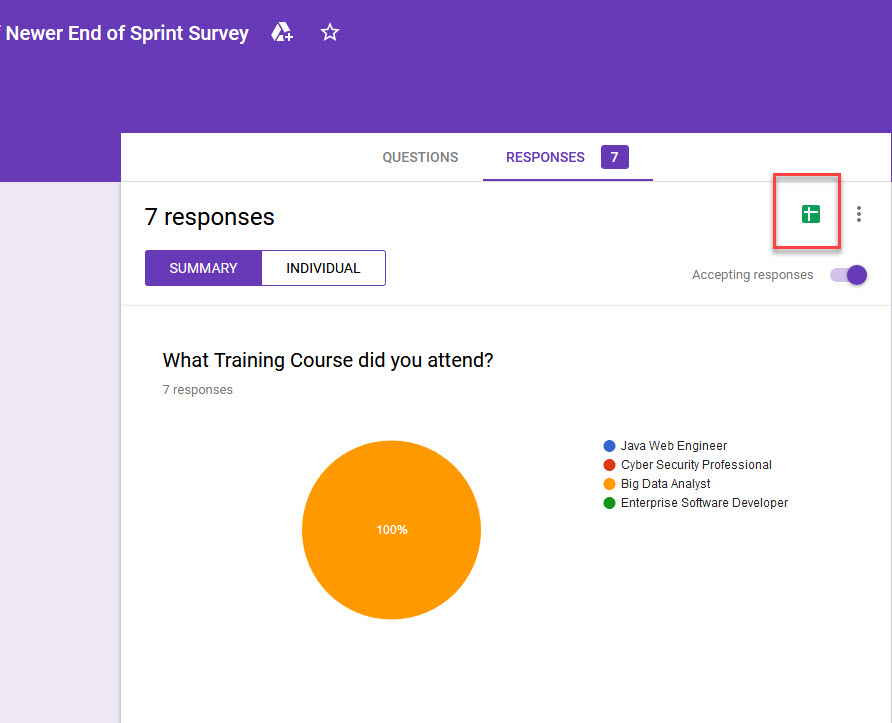 Newer End of Sprint Survey
QUESTIONS
RESPONSES 7
7 responses
SUMMARY
INDIVIDUAL
Accepting responses
What Training Course did you attend?
7 responses
100%
Java Web Engineer
Cyber Security Professional
Big Data Analyst
Enterprise Software Developer